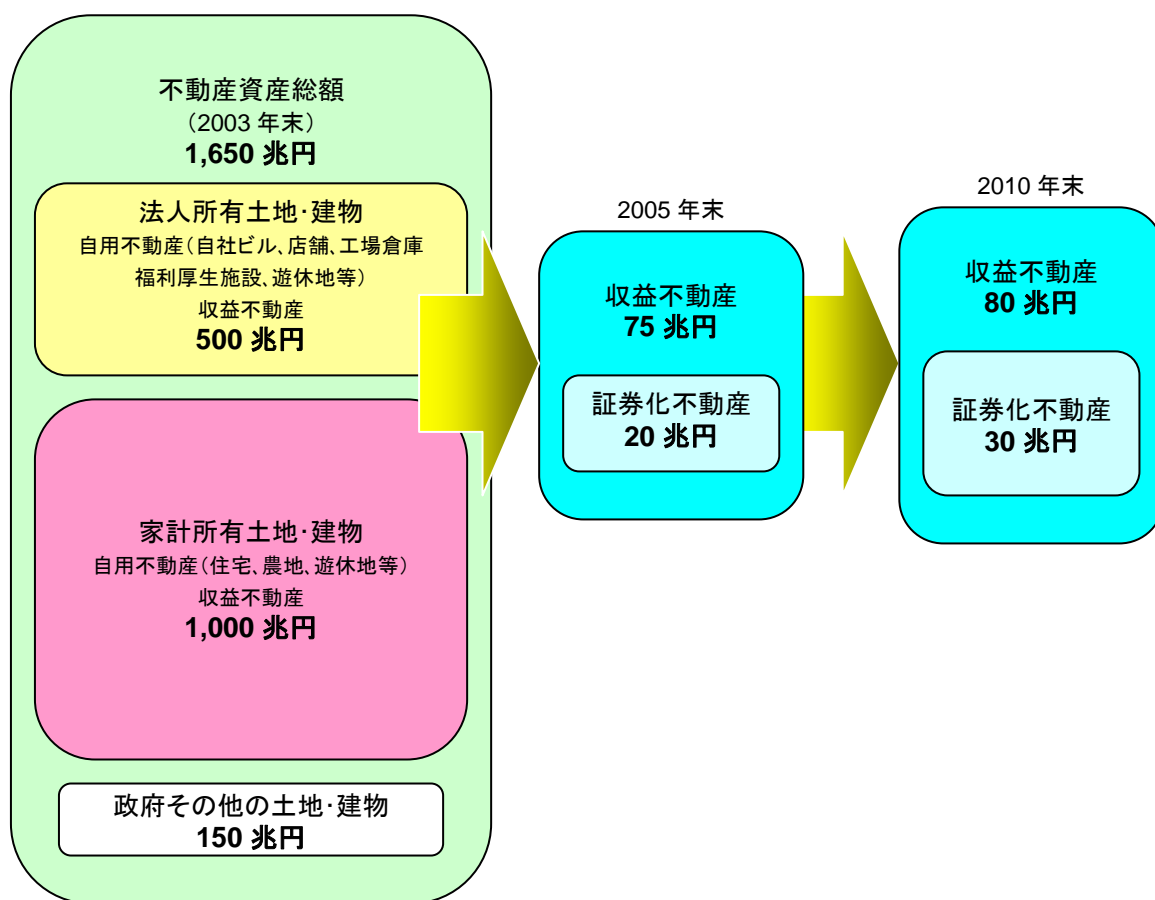 不動産資産総額
（2003 年末）
1,650 兆円
法人所有土地･建物
自用不動産（自社ビル、店舗、工場倉庫
福利厚生施設、遊休地等）
収益不動産
500 兆円
家計所有土地･建物
自用不動産（住宅、農地、遊休地等）
収益不動産
1,000 兆円
政府その他の土地･建物
150 兆円
2005 年末
収益不動産
75 兆円
証券化不動産
20 兆円
2010 年末
収益不動産
80 兆円
証券化不動産
30 兆円